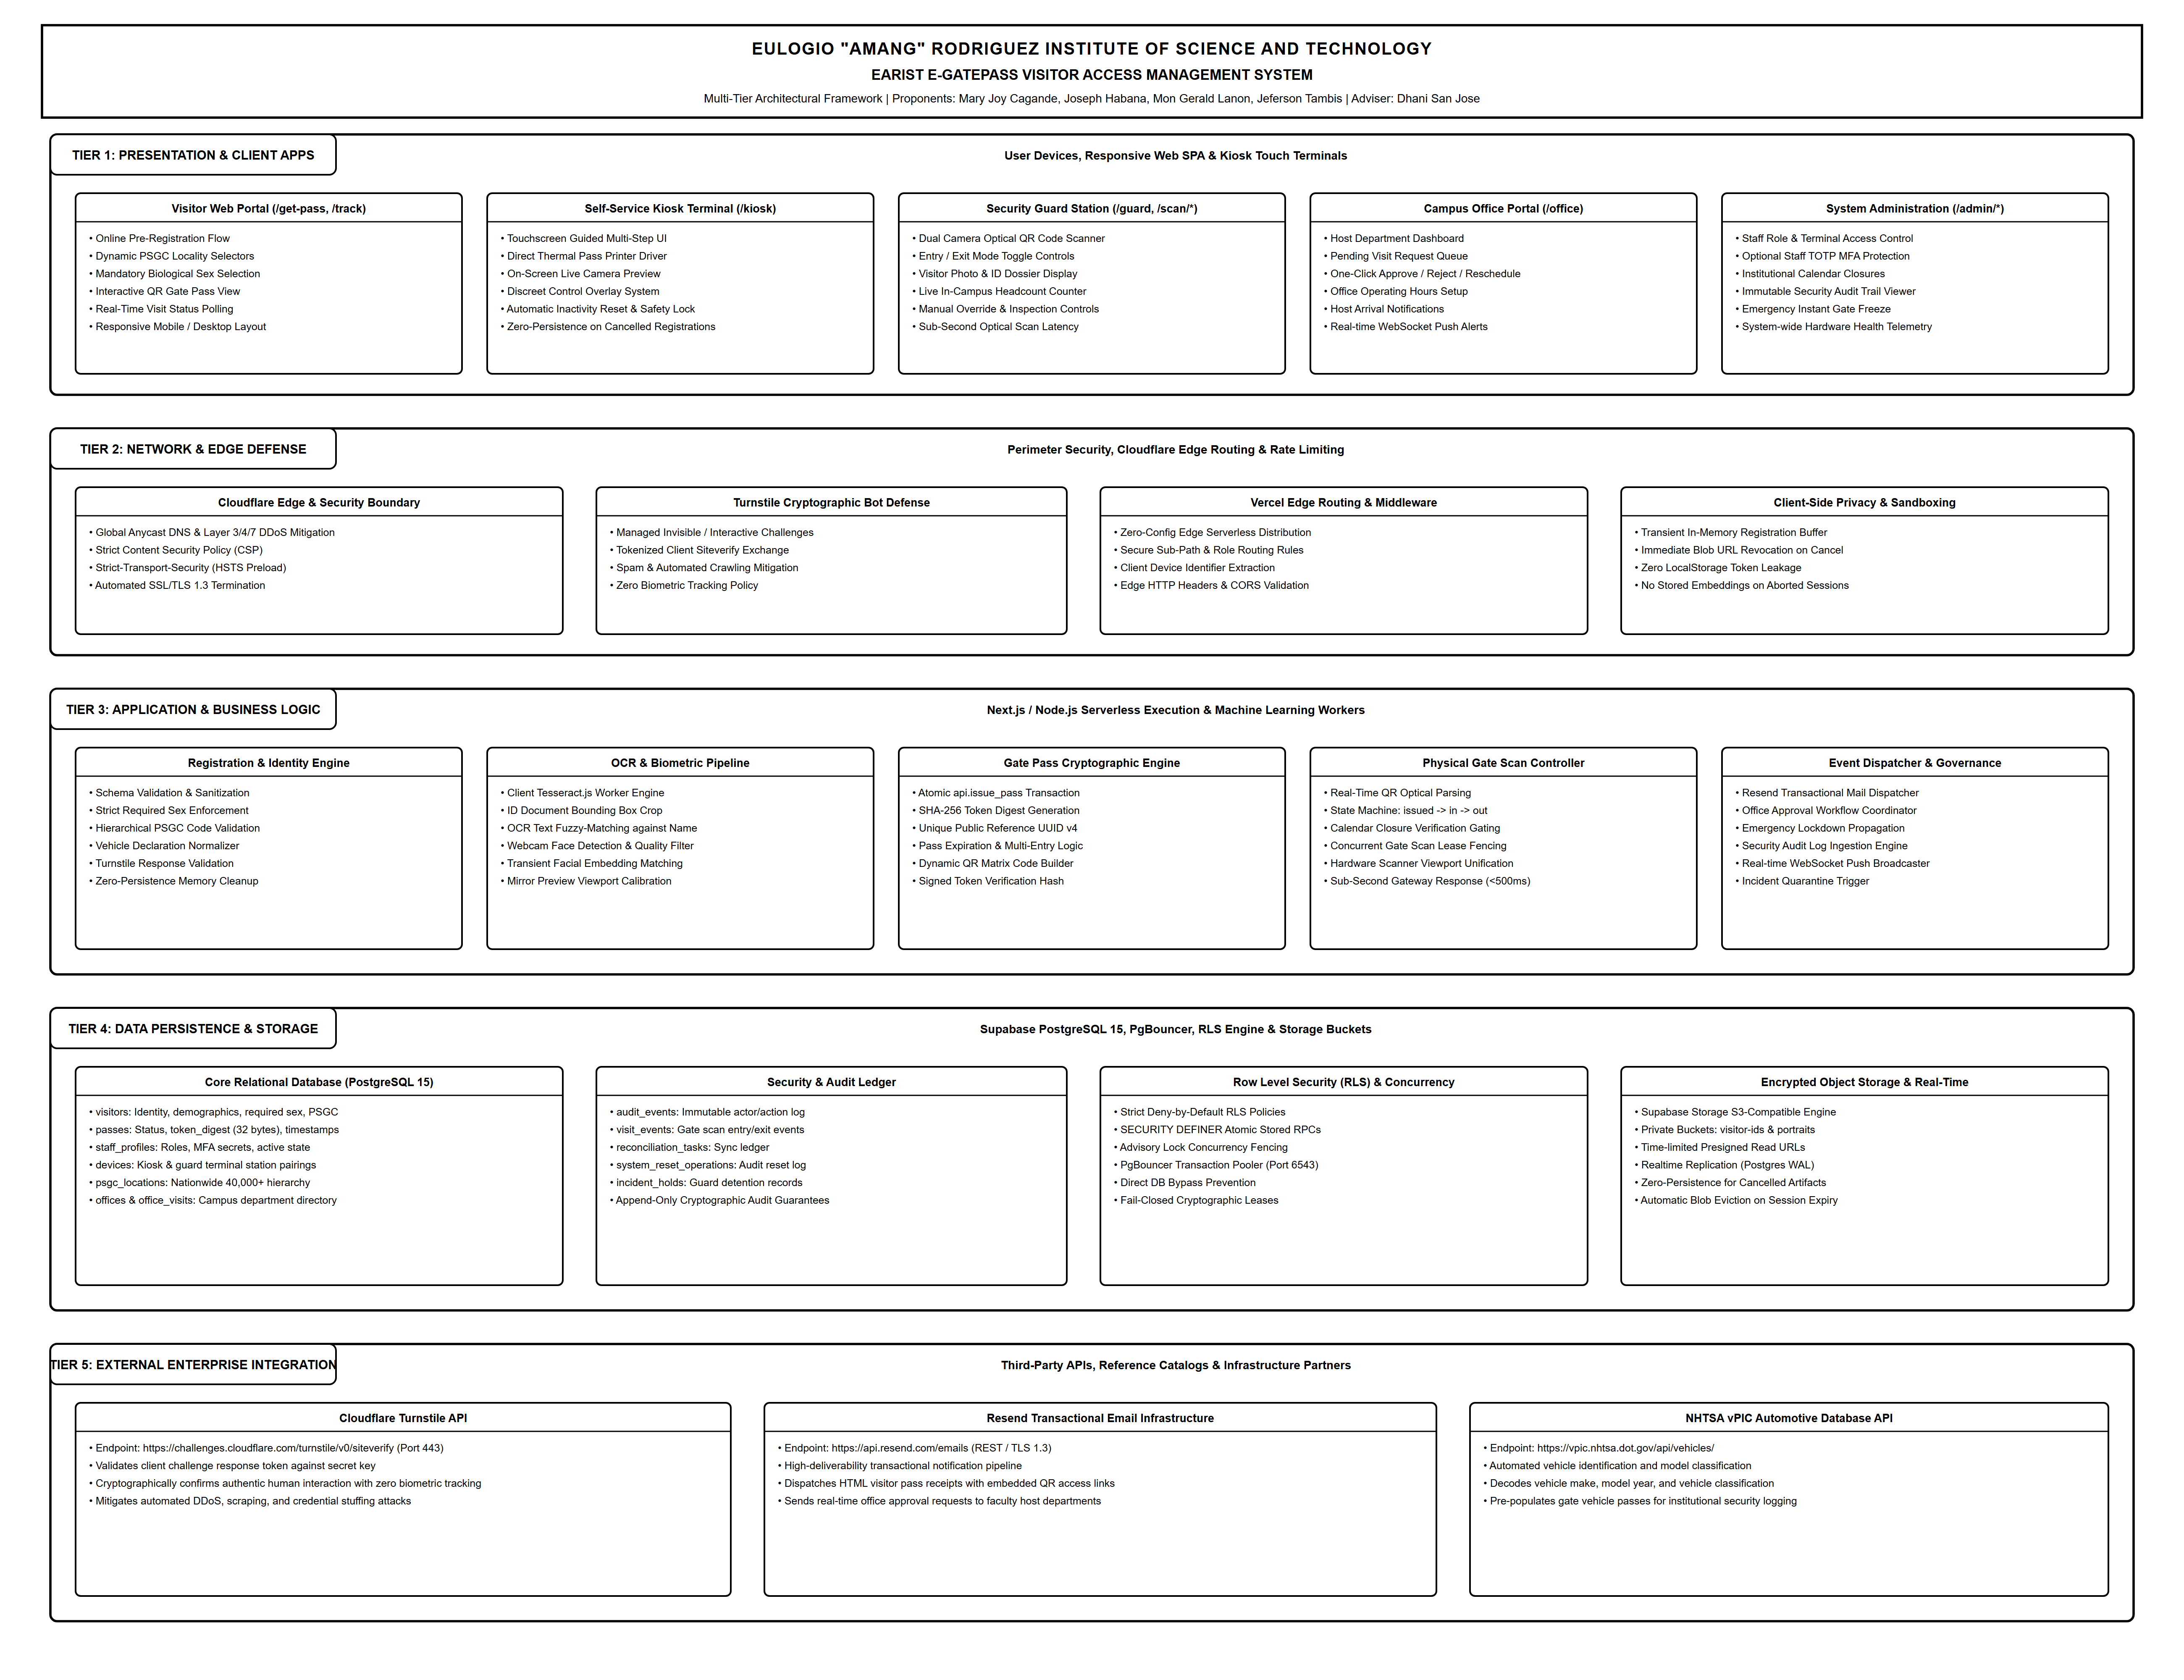 EULOGIO "AMANG" RODRIGUEZ INSTITUTE OF SCIENCE AND TECHNOLOGY
EARIST E-GATEPASS VISITOR ACCESS MANAGEMENT SYSTEM
Multi-Tier Architectural Framework | Proponents: Mary Joy Cagande, Joseph Habana, Mon Gerald Lanon, Jeferson Tambis | Adviser: Dhani San Jose
TIER 1: PRESENTATION & CLIENT APPS
User Devices, Responsive Web SPA & Kiosk Touch Terminals
Visitor Web Portal (/get-pass, /track)
• Online Pre-Registration Flow
• Dynamic PSGC Locality Selectors
• Mandatory Biological Sex Selection
• Interactive QR Gate Pass View
• Real-Time Visit Status Polling
• Responsive Mobile / Desktop Layout
Self-Service Kiosk Terminal (/kiosk)
• Touchscreen Guided Multi-Step UI
• Direct Thermal Pass Printer Driver
• On-Screen Live Camera Preview
• Discreet Control Overlay System
• Automatic Inactivity Reset & Safety Lock
• Zero-Persistence on Cancelled Registrations
Security Guard Station (/guard, /scan/*)
• Dual Camera Optical QR Code Scanner
• Entry / Exit Mode Toggle Controls
• Visitor Photo & ID Dossier Display
• Live In-Campus Headcount Counter
• Manual Override & Inspection Controls
• Sub-Second Optical Scan Latency
Campus Office Portal (/office)
• Host Department Dashboard
• Pending Visit Request Queue
• One-Click Approve / Reject / Reschedule
• Office Operating Hours Setup
• Host Arrival Notifications
• Real-time WebSocket Push Alerts
System Administration (/admin/*)
• Staff Role & Terminal Access Control
• Optional Staff TOTP MFA Protection
• Institutional Calendar Closures
• Immutable Security Audit Trail Viewer
• Emergency Instant Gate Freeze
• System-wide Hardware Health Telemetry
TIER 2: NETWORK & EDGE DEFENSE
Perimeter Security, Cloudflare Edge Routing & Rate Limiting
Cloudflare Edge & Security Boundary
• Global Anycast DNS & Layer 3/4/7 DDoS Mitigation
• Strict Content Security Policy (CSP)
• Strict-Transport-Security (HSTS Preload)
• Automated SSL/TLS 1.3 Termination
Turnstile Cryptographic Bot Defense
• Managed Invisible / Interactive Challenges
• Tokenized Client Siteverify Exchange
• Spam & Automated Crawling Mitigation
• Zero Biometric Tracking Policy
Vercel Edge Routing & Middleware
• Zero-Config Edge Serverless Distribution
• Secure Sub-Path & Role Routing Rules
• Client Device Identifier Extraction
• Edge HTTP Headers & CORS Validation
Client-Side Privacy & Sandboxing
• Transient In-Memory Registration Buffer
• Immediate Blob URL Revocation on Cancel
• Zero LocalStorage Token Leakage
• No Stored Embeddings on Aborted Sessions
TIER 3: APPLICATION & BUSINESS LOGIC
Next.js / Node.js Serverless Execution & Machine Learning Workers
Registration & Identity Engine
• Schema Validation & Sanitization
• Strict Required Sex Enforcement
• Hierarchical PSGC Code Validation
• Vehicle Declaration Normalizer
• Turnstile Response Validation
• Zero-Persistence Memory Cleanup
OCR & Biometric Pipeline
• Client Tesseract.js Worker Engine
• ID Document Bounding Box Crop
• OCR Text Fuzzy-Matching against Name
• Webcam Face Detection & Quality Filter
• Transient Facial Embedding Matching
• Mirror Preview Viewport Calibration
Gate Pass Cryptographic Engine
• Atomic api.issue_pass Transaction
• SHA-256 Token Digest Generation
• Unique Public Reference UUID v4
• Pass Expiration & Multi-Entry Logic
• Dynamic QR Matrix Code Builder
• Signed Token Verification Hash
Physical Gate Scan Controller
• Real-Time QR Optical Parsing
• State Machine: issued -> in -> out
• Calendar Closure Verification Gating
• Concurrent Gate Scan Lease Fencing
• Hardware Scanner Viewport Unification
• Sub-Second Gateway Response (<500ms)
Event Dispatcher & Governance
• Resend Transactional Mail Dispatcher
• Office Approval Workflow Coordinator
• Emergency Lockdown Propagation
• Security Audit Log Ingestion Engine
• Real-time WebSocket Push Broadcaster
• Incident Quarantine Trigger
TIER 4: DATA PERSISTENCE & STORAGE
Supabase PostgreSQL 15, PgBouncer, RLS Engine & Storage Buckets
Core Relational Database (PostgreSQL 15)
• visitors: Identity, demographics, required sex, PSGC
• passes: Status, token_digest (32 bytes), timestamps
• staff_profiles: Roles, MFA secrets, active state
• devices: Kiosk & guard terminal station pairings
• psgc_locations: Nationwide 40,000+ hierarchy
• offices & office_visits: Campus department directory
Security & Audit Ledger
• audit_events: Immutable actor/action log
• visit_events: Gate scan entry/exit events
• reconciliation_tasks: Sync ledger
• system_reset_operations: Audit reset log
• incident_holds: Guard detention records
• Append-Only Cryptographic Audit Guarantees
Row Level Security (RLS) & Concurrency
• Strict Deny-by-Default RLS Policies
• SECURITY DEFINER Atomic Stored RPCs
• Advisory Lock Concurrency Fencing
• PgBouncer Transaction Pooler (Port 6543)
• Direct DB Bypass Prevention
• Fail-Closed Cryptographic Leases
Encrypted Object Storage & Real-Time
• Supabase Storage S3-Compatible Engine
• Private Buckets: visitor-ids & portraits
• Time-limited Presigned Read URLs
• Realtime Replication (Postgres WAL)
• Zero-Persistence for Cancelled Artifacts
• Automatic Blob Eviction on Session Expiry
TIER 5: EXTERNAL ENTERPRISE INTEGRATION
Third-Party APIs, Reference Catalogs & Infrastructure Partners
Cloudflare Turnstile API
• Endpoint: https://challenges.cloudflare.com/turnstile/v0/siteverify (Port 443)
• Validates client challenge response token against secret key
• Cryptographically confirms authentic human interaction with zero biometric tracking
• Mitigates automated DDoS, scraping, and credential stuffing attacks
Resend Transactional Email Infrastructure
• Endpoint: https://api.resend.com/emails (REST / TLS 1.3)
• High-deliverability transactional notification pipeline
• Dispatches HTML visitor pass receipts with embedded QR access links
• Sends real-time office approval requests to faculty host departments
NHTSA vPIC Automotive Database API
• Endpoint: https://vpic.nhtsa.dot.gov/api/vehicles/
• Automated vehicle identification and model classification
• Decodes vehicle make, model year, and vehicle classification
• Pre-populates gate vehicle passes for institutional security logging